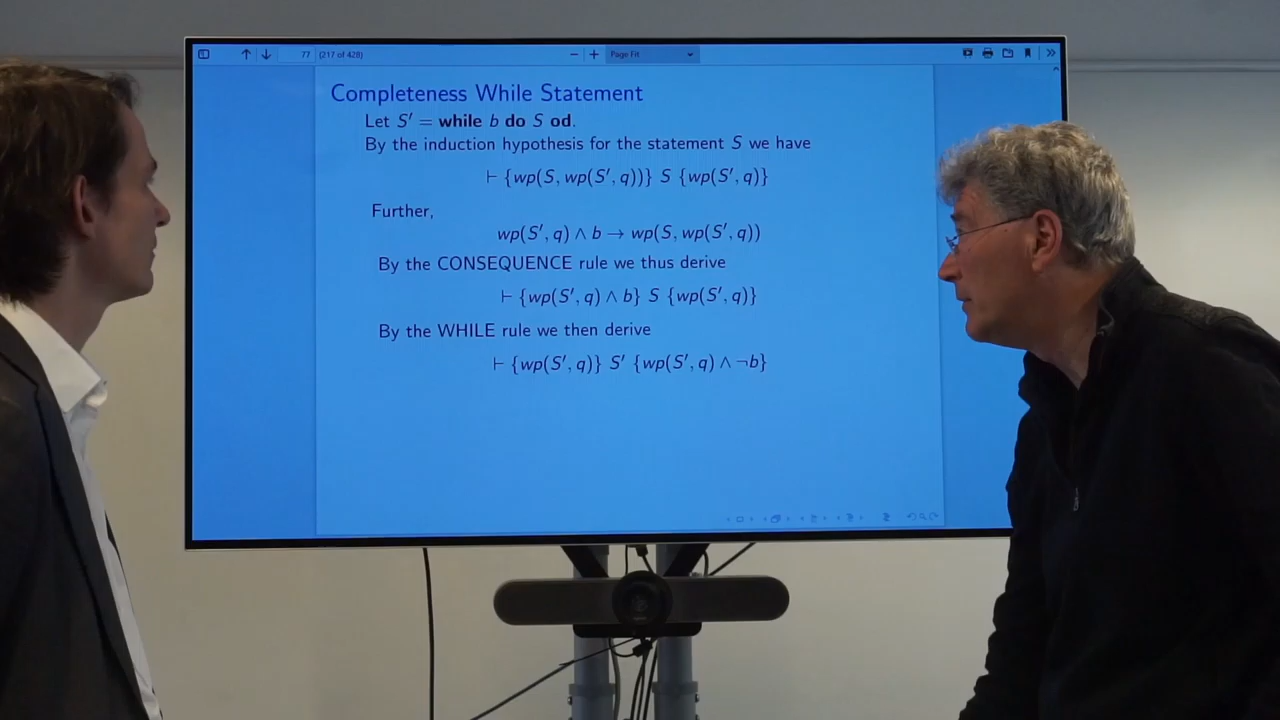 77 (217 of 428)
Page Fit
Completeness While Statement
Let S′ = while b do S od.
By the induction hypothesis for the statement S we have
⊢ {wp(S, wp(S′, q))} S {wp(S′, q)}
Further,
wp(S′, q) ∧ b → wp(S, wp(S′, q))
By the CONSEQUENCE rule we thus derive
⊢ {wp(S′, q) ∧ b} S {wp(S′, q)}
By the WHILE rule we then derive
⊢ {wp(S′, q)} S′ {wp(S′, q) ∧ ¬b}